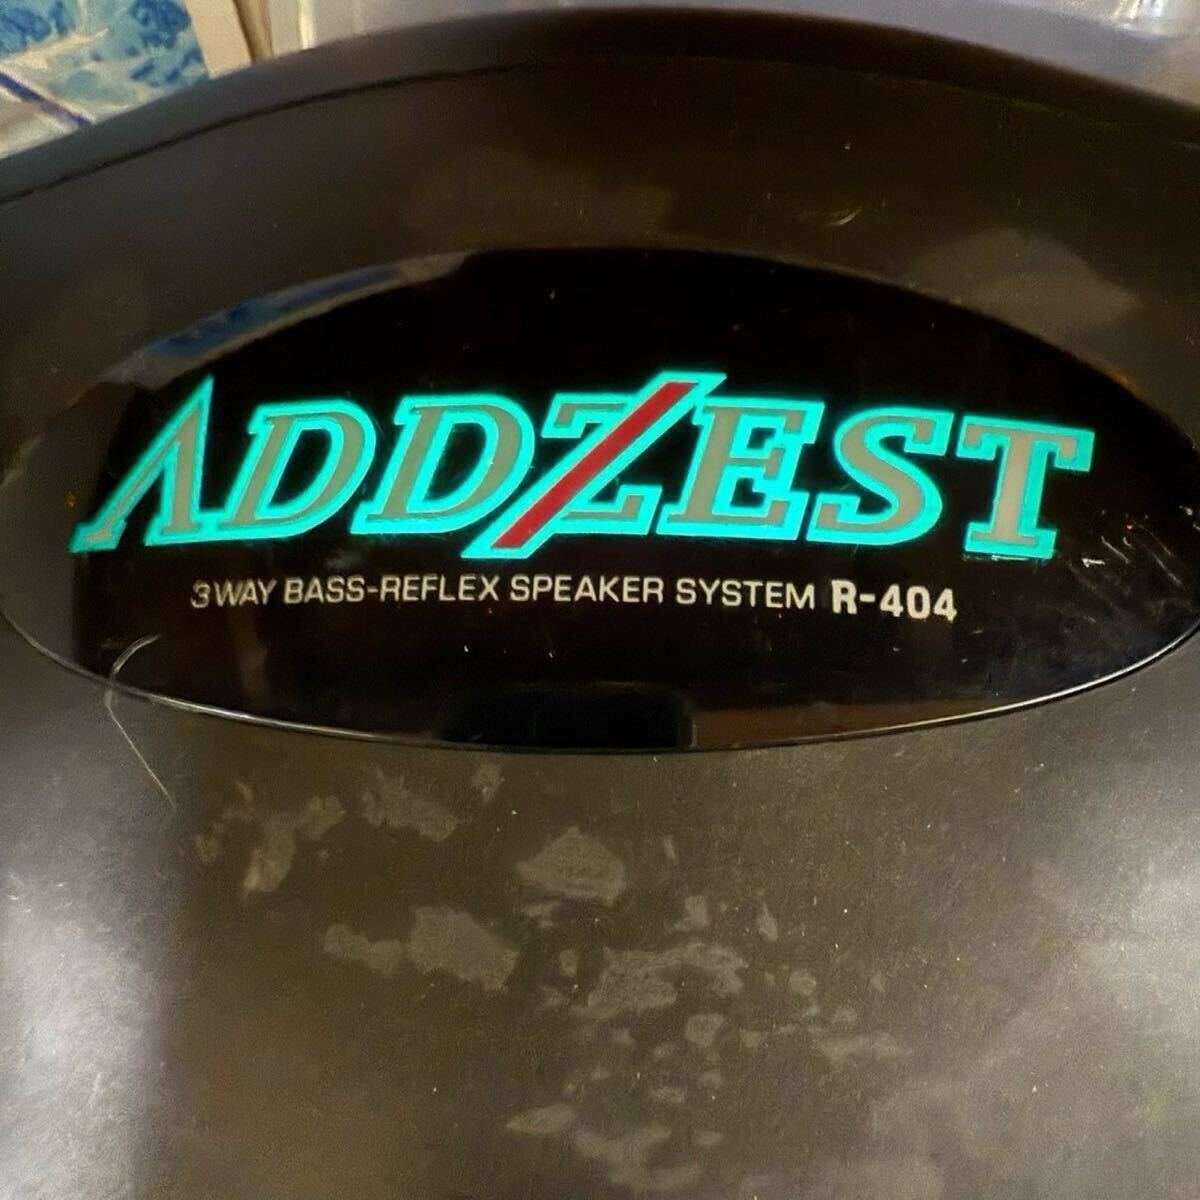 ADDZEST
3WAY BASS-REFLEX SPEAKER SYSTEM R-404